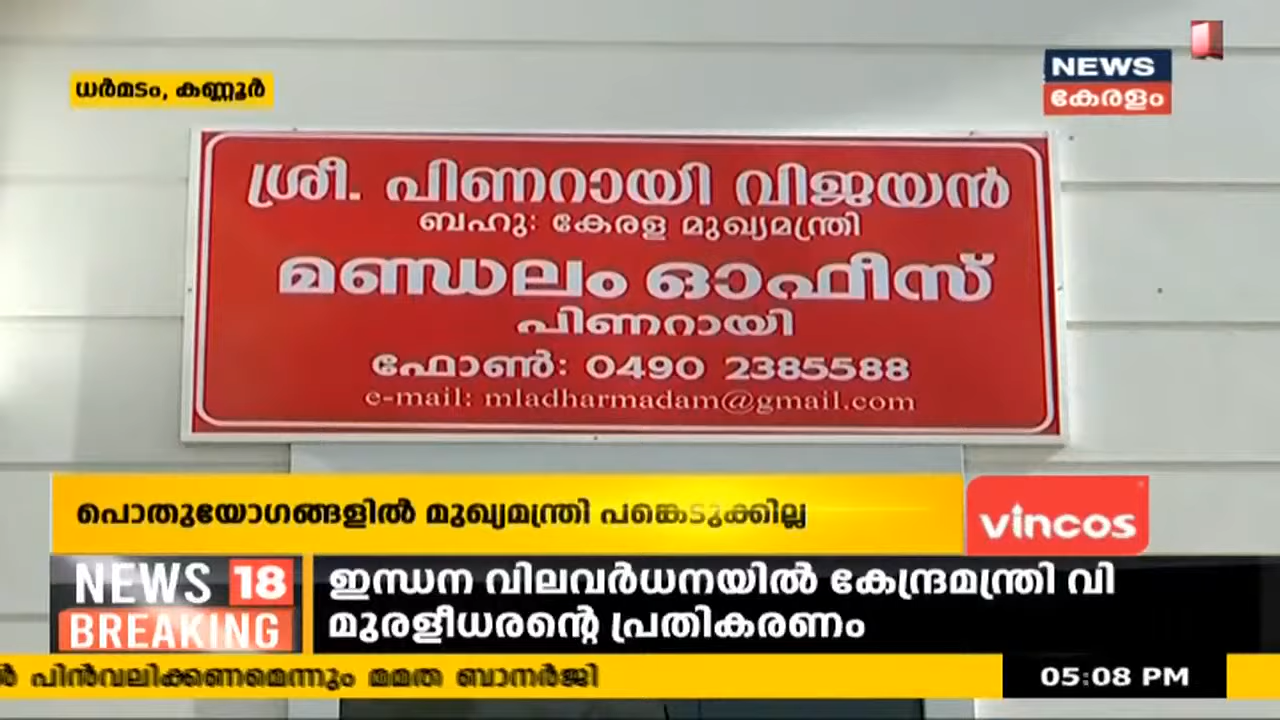 ധർമടം, കണ്ണൂർ
NEWS
കേരളം
ശ്രീ. പിണറായി വിജയൻ
ബഹു: കേരള മുഖ്യമന്ത്രി
മണ്ഡലം ഓഫീസ്
പിണറായി
ഫോൺ: 0490 2385588
e-mail: mladharmadam@gmail.com
പൊതുയോഗങ്ങളിൽ മുഖ്യമന്ത്രി പങ്കെടുക്കില്ല
vincos
NEWS 18
BREAKING
ഇന്ധന വിലവർധനയിൽ കേന്ദ്രമന്ത്രി വി
മുരളീധരന്റെ പ്രതികരണം
പിൻവലിക്കണമെന്നും മമത ബാനർജി
05:08 PM